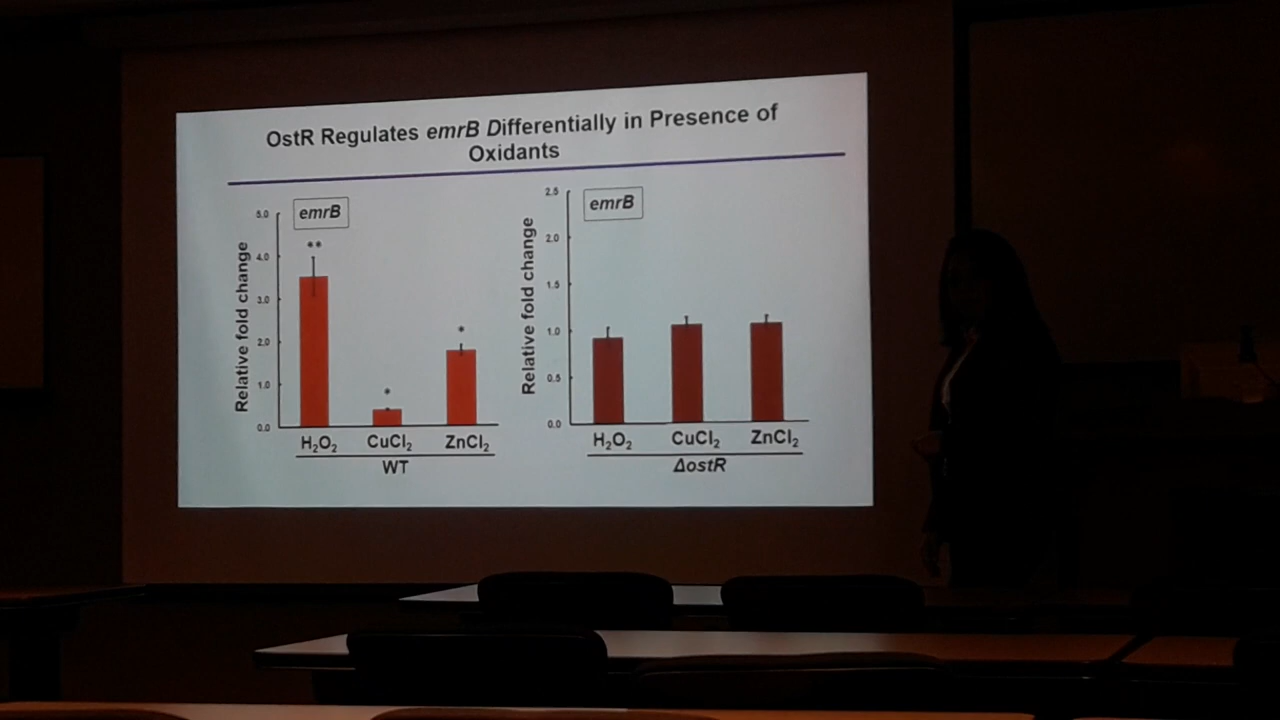 OstR Regulates emrB Differentially in Presence of
Oxidants
emrB
Relative fold change
5.0
4.0
3.0
2.0
1.0
0.0
**
*
*
H₂O₂ CuCl₂ ZnCl₂
WT
emrB
Relative fold change
2.5
2.0
1.5
1.0
0.5
0.0
H₂O₂ CuCl₂ ZnCl₂
ΔostR